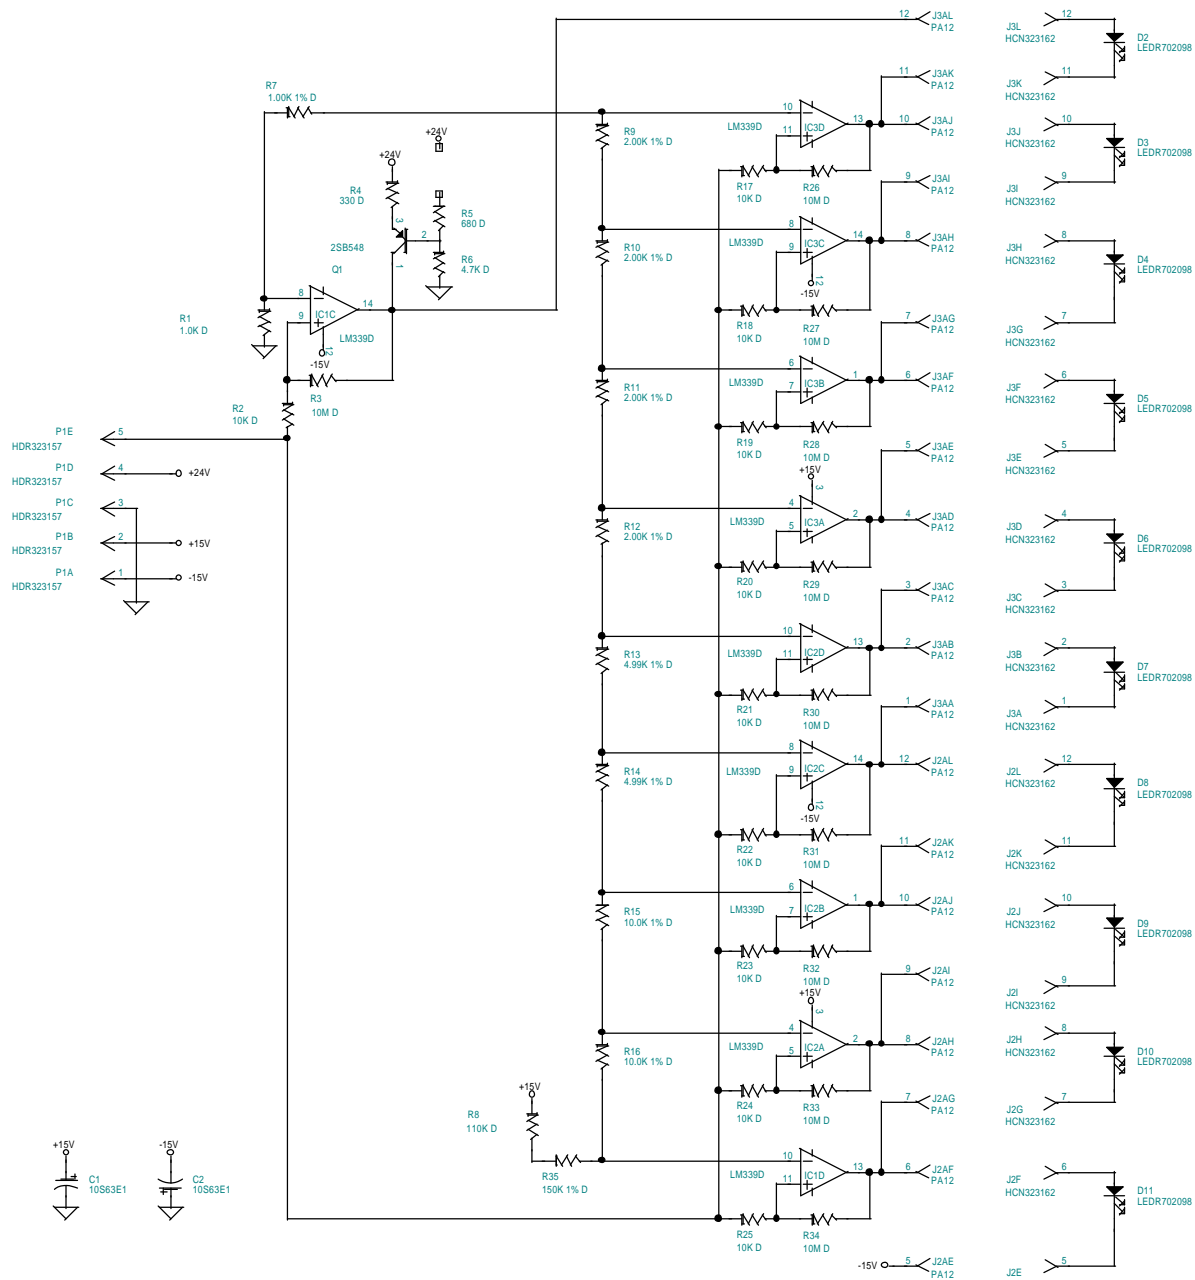 12 J3AL
PA12
J3L 12
HCN323162
D2
LEDR702098
11 J3AK
PA12
J3K 11
HCN323162
R7
1.00K 1% D
10
LM339D
IC3D
11
13
10 J3AJ
PA12
J3J 10
HCN323162
D3
LEDR702098
R9
2.00K 1% D
+24V
+24V
R4
330 D
R17
10K D
R26
10M D
9 J3AI
PA12
J3I 9
HCN323162
3
2
1
2SB548
Q1
R5
680 D
R6
4.7K D
8
LM339D
IC3C
9
14
12
-15V
8 J3AH
PA12
J3H 8
HCN323162
D4
LEDR702098
R10
2.00K 1% D
R18
10K D
R27
10M D
7 J3AG
PA12
J3G 7
HCN323162
8
9
IC1C
14
12
-15V
LM339D
R1
1.0K D
R3
10M D
R2
10K D
6
LM339D
IC3B
7
1
6 J3AF
PA12
J3F 6
HCN323162
D5
LEDR702098
R11
2.00K 1% D
R19
10K D
R28
10M D
5 J3AE
PA12
J3E 5
HCN323162
P1E 5
HDR323157
P1D 4 +24V
HDR323157
P1C 3
HDR323157
P1B 2 +15V
HDR323157
P1A 1 -15V
HDR323157
+15V
3
4
LM339D
IC3A
5
2
4 J3AD
PA12
J3D 4
HCN323162
D6
LEDR702098
R12
2.00K 1% D
R20
10K D
R29
10M D
3 J3AC
PA12
J3C 3
HCN323162
10
LM339D
IC2D
11
13
2 J3AB
PA12
J3B 2
HCN323162
D7
LEDR702098
R13
4.99K 1% D
R21
10K D
R30
10M D
1 J3AA
PA12
J3A 1
HCN323162
8
LM339D
IC2C
9
14
12
-15V
12 J2AL
PA12
J2L 12
HCN323162
D8
LEDR702098
R14
4.99K 1% D
R22
10K D
R31
10M D
11 J2AK
PA12
J2K 11
HCN323162
6
LM339D
IC2B
7
1
10 J2AJ
PA12
J2J 10
HCN323162
D9
LEDR702098
R15
10.0K 1% D
R23
10K D
R32
10M D
9 J2AI
PA12
J2I 9
HCN323162
+15V
3
4
LM339D
IC2A
5
2
8 J2AH
PA12
J2H 8
HCN323162
D10
LEDR702098
R16
10.0K 1% D
R24
10K D
R33
10M D
7 J2AG
PA12
J2G 7
HCN323162
+15V
R8
110K D
R35
150K 1% D
10
LM339D
IC1D
11
13
6 J2AF
PA12
J2F 6
HCN323162
D11
LEDR702098
R25
10K D
R34
10M D
+15V
C1
10S63E1
-15V
C2
10S63E1
-15V 5 J2AE
PA12
J2E 5